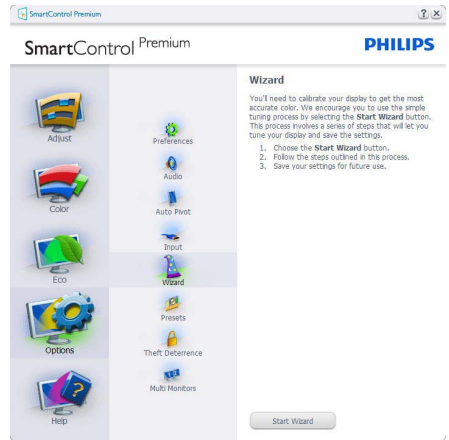 SmartControl Premium
SmartControl Premium
PHILIPS
Adjust
Color
Eco
Options
Help
Preferences
Audio
Auto Pivot
Input
Wizard
Presets
Theft Deterrence
Multi Monitors
Wizard
You'll need to calibrate your display to get the most
accurate color. We encourage you to use the simple
tuning process by selecting the Start Wizard button.
This process involves a series of steps that will let you
tune your display and save the settings.
1. Choose the Start Wizard button.
2. Follow the steps outlined in this process.
3. Save your settings for future use.
Start Wizard